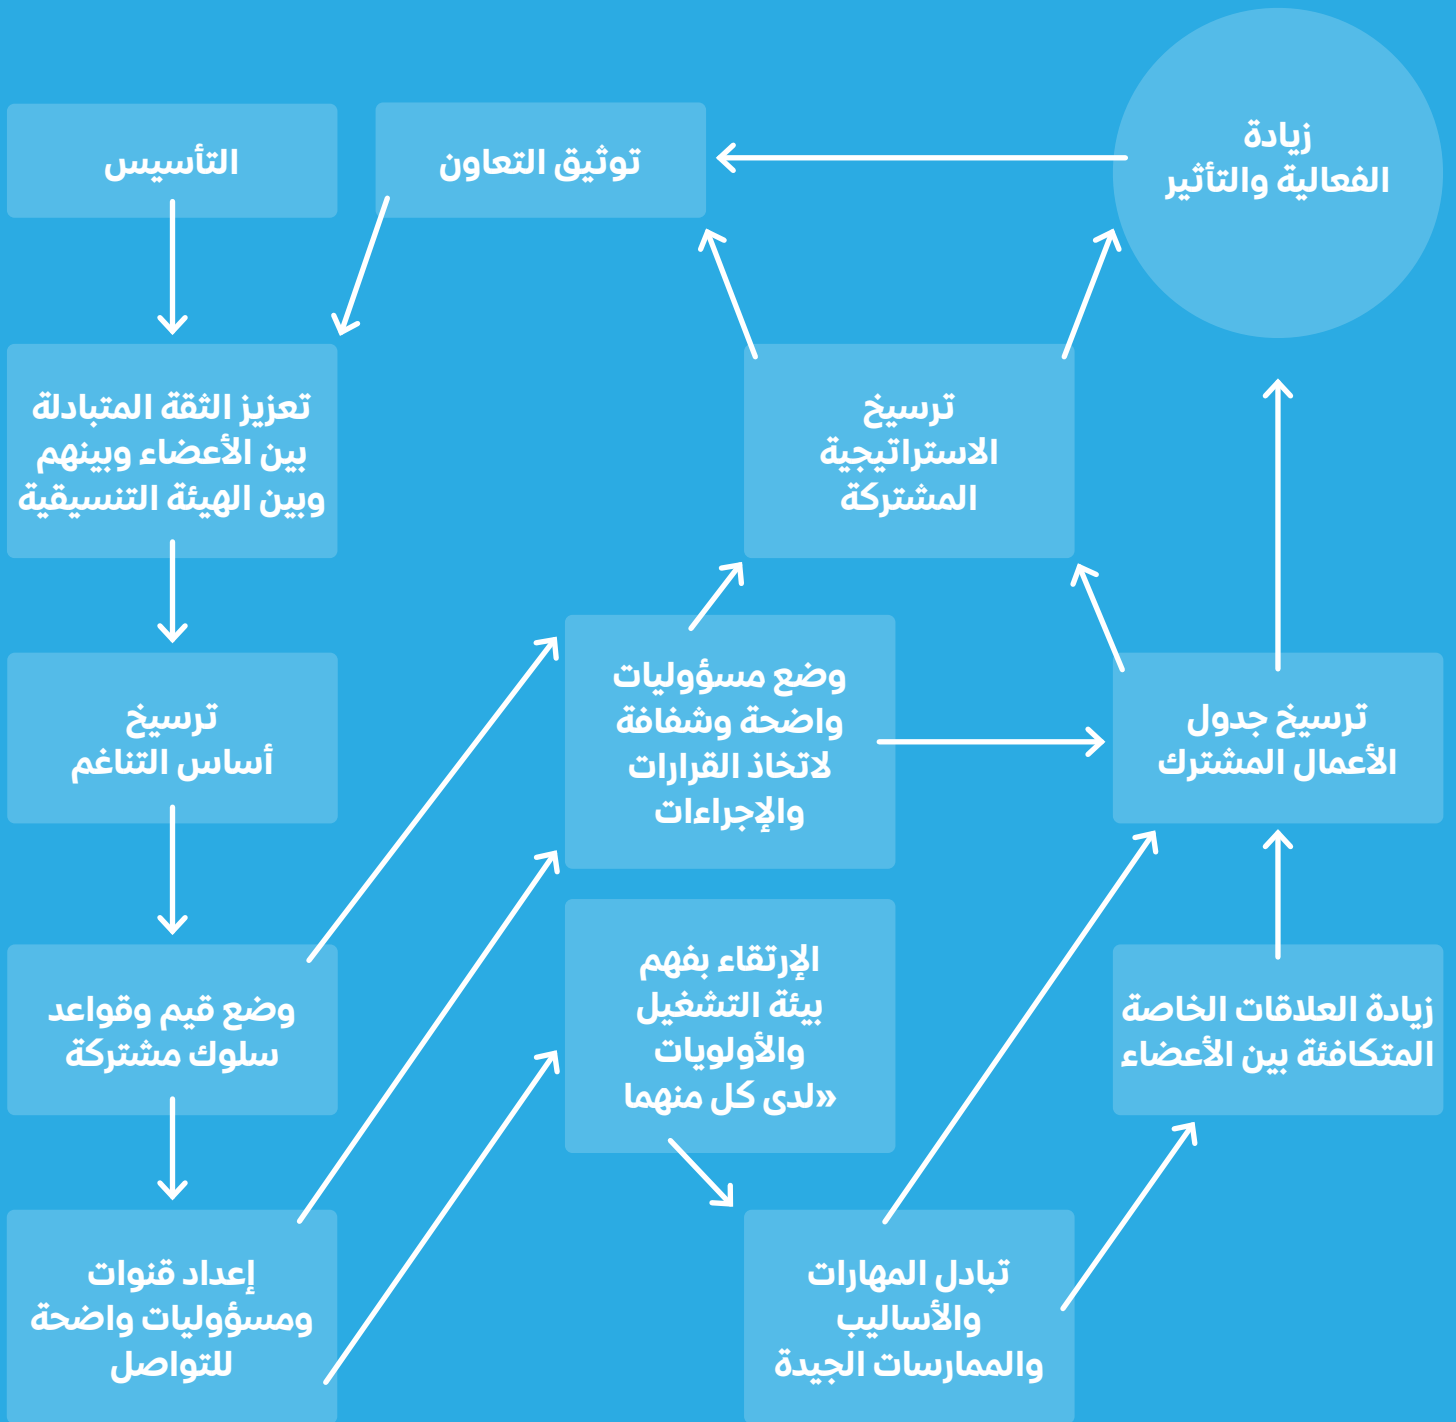 زيادة
الفعالية والتأثير
توثيق التعاون
التأسيس
ترسيخ
الاستراتيجية
المشتركة
تعزيز الثقة المتبادلة
بين الأعضاء وبينهم
وبين الهيئة التنسيقية
ترسيخ جدول
الأعمال المشترك
وضع مسؤوليات
واضحة وشفافة
لاتخاذ القرارات
والإجراءات
ترسيخ
أساس التناغم
زيادة العلاقات الخاصة
المتكافئة بين الأعضاء
الإرتقاء بفهم
بيئة التشغيل
والأولويات
«لدى كل منهما
وضع قيم وقواعد
سلوك مشتركة
تبادل المهارات
والأساليب
والممارسات الجيدة
إعداد قنوات
ومسؤوليات واضحة
للتواصل